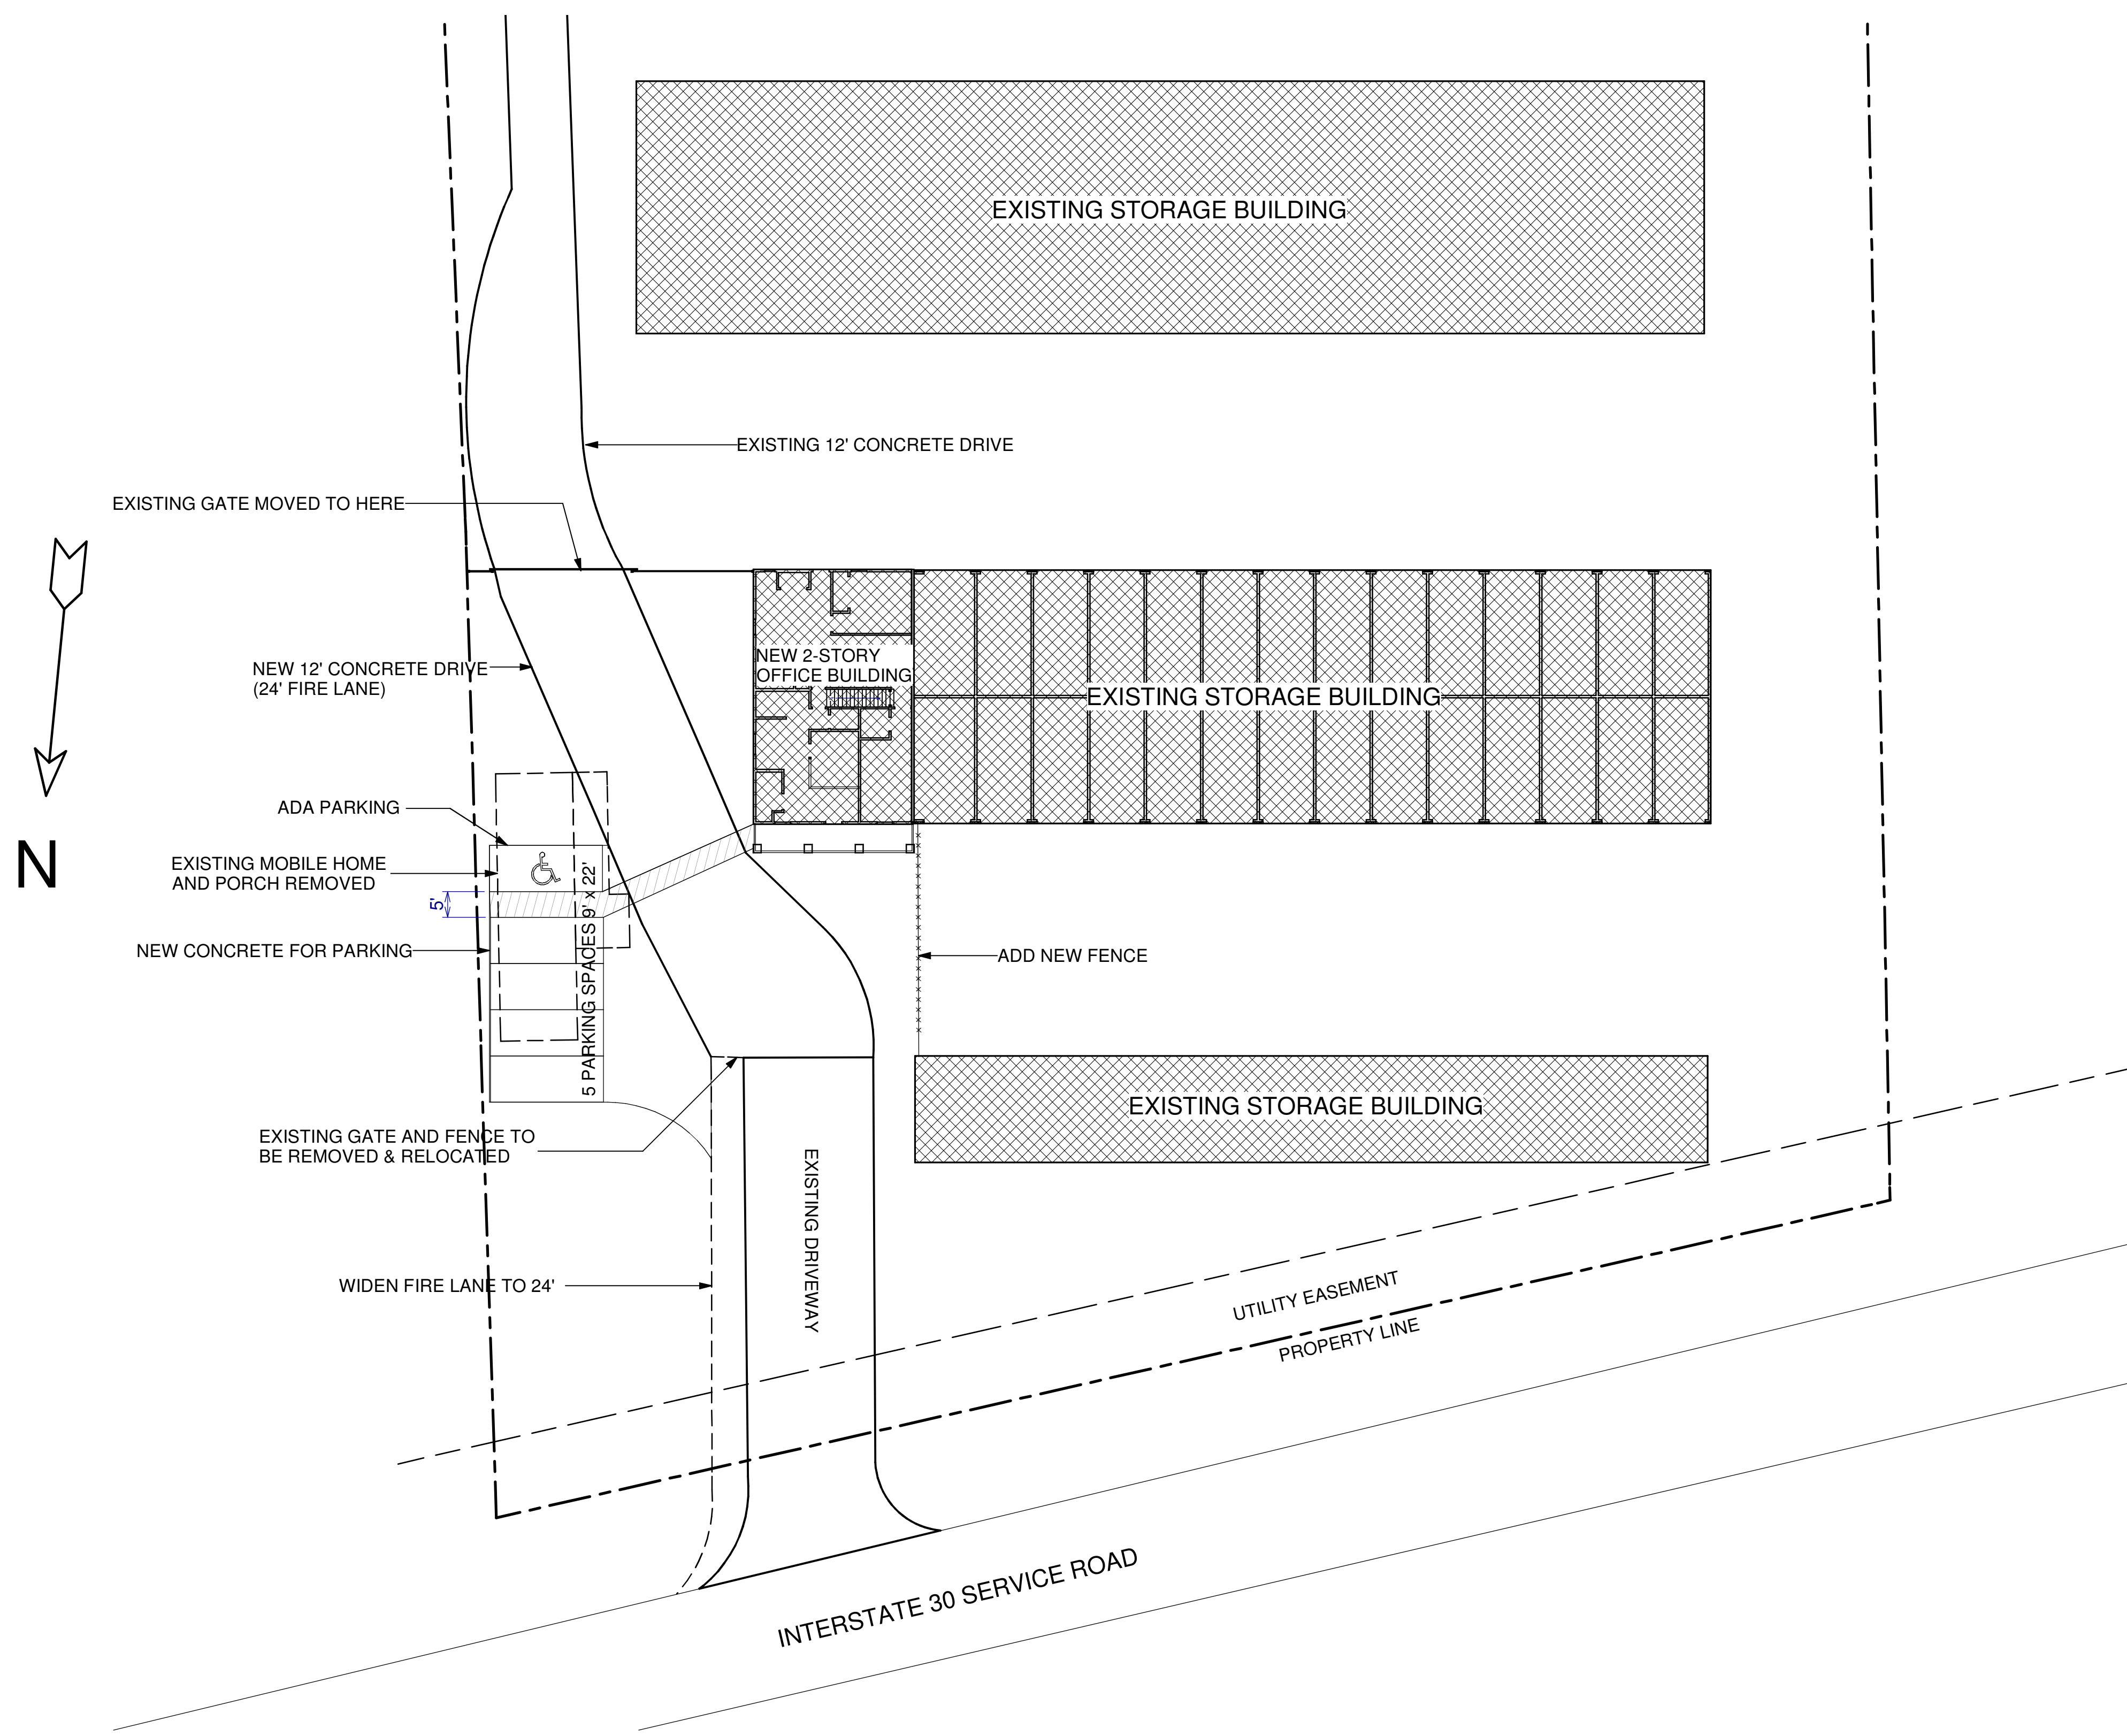 EXISTING STORAGE BUILDING
EXISTING 12' CONCRETE DRIVE
EXISTING GATE MOVED TO HERE
NEW 12' CONCRETE DRIVE
(24' FIRE LANE)
NEW 2-STORY
OFFICE BUILDING
EXISTING STORAGE BUILDING
ADA PARKING
N
EXISTING MOBILE HOME
AND PORCH REMOVED
5'
5 PARKING SPACES 9' x 22'
NEW CONCRETE FOR PARKING
ADD NEW FENCE
EXISTING STORAGE BUILDING
EXISTING GATE AND FENCE TO
BE REMOVED & RELOCATED
EXISTING DRIVEWAY
WIDEN FIRE LANE TO 24'
UTILITY EASEMENT
PROPERTY LINE
INTERSTATE 30 SERVICE ROAD